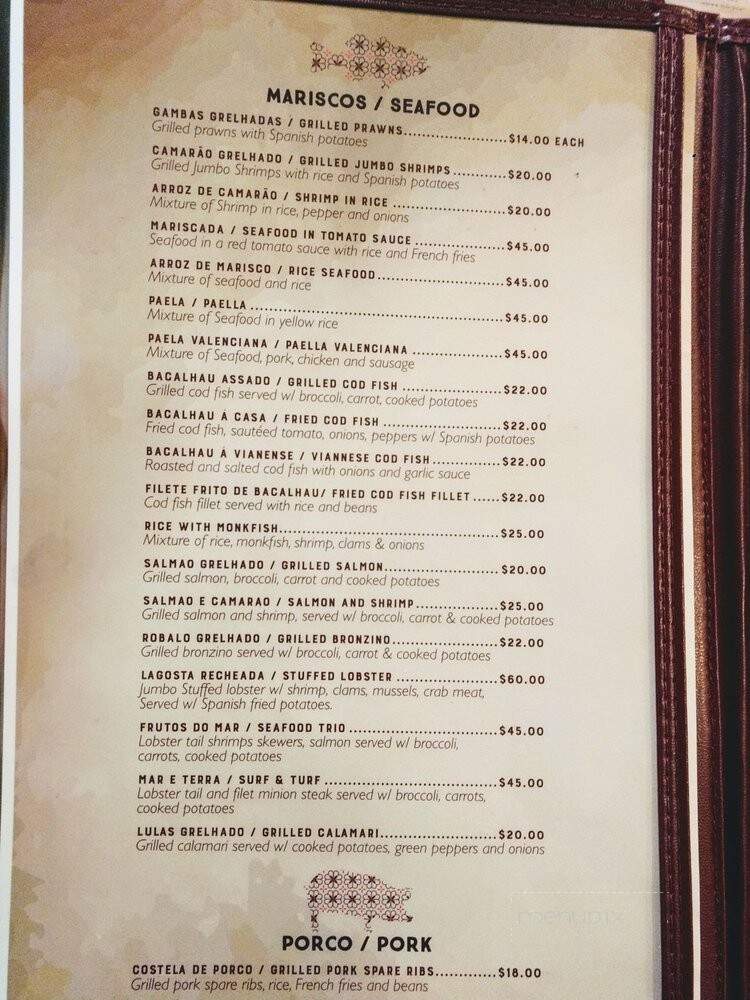 MARISCOS / SEAFOOD
GAMBAS GRELHADAS / GRILLED PRAWNS.......................$14.00 EACH
Grilled prawns with Spanish potatoes
CAMARÃO GRELHADO / GRILLED JUMBO SHRIMPS............$20.00
Grilled Jumbo Shrimps with rice and Spanish potatoes
ARROZ DE CAMARÃO / SHRIMP IN RICE .........................$20.00
Mixture of Shrimp in rice, pepper and onions
MARISCADA / SEAFOOD IN TOMATO SAUCE ....................$45.00
Seafood in a red tomato sauce with rice and French fries
ARROZ DE MARISCO / RICE SEAFOOD............................$45.00
Mixture of seafood and rice
PAELA / PAELLA ........................................................$45.00
Mixture of Seafood in yellow rice
PAELA VALENCIANA / PAELLA VALENCIANA ....................$45.00
Mixture of Seafood, pork, chicken and sausage
BACALHAU ASSADO / GRILLED COD FISH ......................$22.00
Grilled cod fish served w/ broccoli, carrot, cooked potatoes
BACALHAU Á CASA / FRIED COD FISH ..........................$22.00
Fried cod fish, sautéed tomato, onions, peppers w/ Spanish potatoes
BACALHAU Á VIANENSE / VIANNESE COD FISH................$22.00
Roasted and salted cod fish with onions and garlic sauce
FILETE FRITO DE BACALHAU/ FRIED COD FISH FILLET......$22.00
Cod fish fillet served with rice and beans
RICE WITH MONKFISH................................................$25.00
Mixture of rice, monkfish, shrimp, clams & onions
SALMAO GRELHADO / GRILLED SALMON.........................$20.00
Grilled salmon, broccoli, carrot and cooked potatoes
SALMAO E CAMARAO / SALMON AND SHRIMP..................$25.00
Grilled salmon and shrimp, served w/ broccoli, carrot & cooked potatoes
ROBALO GRELHADO / GRILLED BRONZINO.......................$22.00
Grilled bronzino served w/ broccoli, carrot & cooked potatoes
LAGOSTA RECHEADA / STUFFED LOBSTER ......................$60.00
Jumbo Stuffed lobster w/ shrimp, clams, mussels, crab meat,
Served w/ Spanish fried potatoes.
FRUTOS DO MAR / SEAFOOD TRIO .................................$45.00
Lobster tail shrimps skewers, salmon served w/ broccoli,
carrots, cooked potatoes
MAR E TERRA / SURF & TURF ......................................$45.00
Lobster tail and filet minion steak served w/ broccoli, carrots,
cooked potatoes
LULAS GRELHADO / GRILLED CALAMARI.........................$20.00
Grilled calamari served w/ cooked potatoes, green peppers and onions
PORCO / PORK
COSTELA DE PORCO / GRILLED PORK SPARE RIBS.............$18.00
Grilled pork spare ribs, rice, French fries and beans